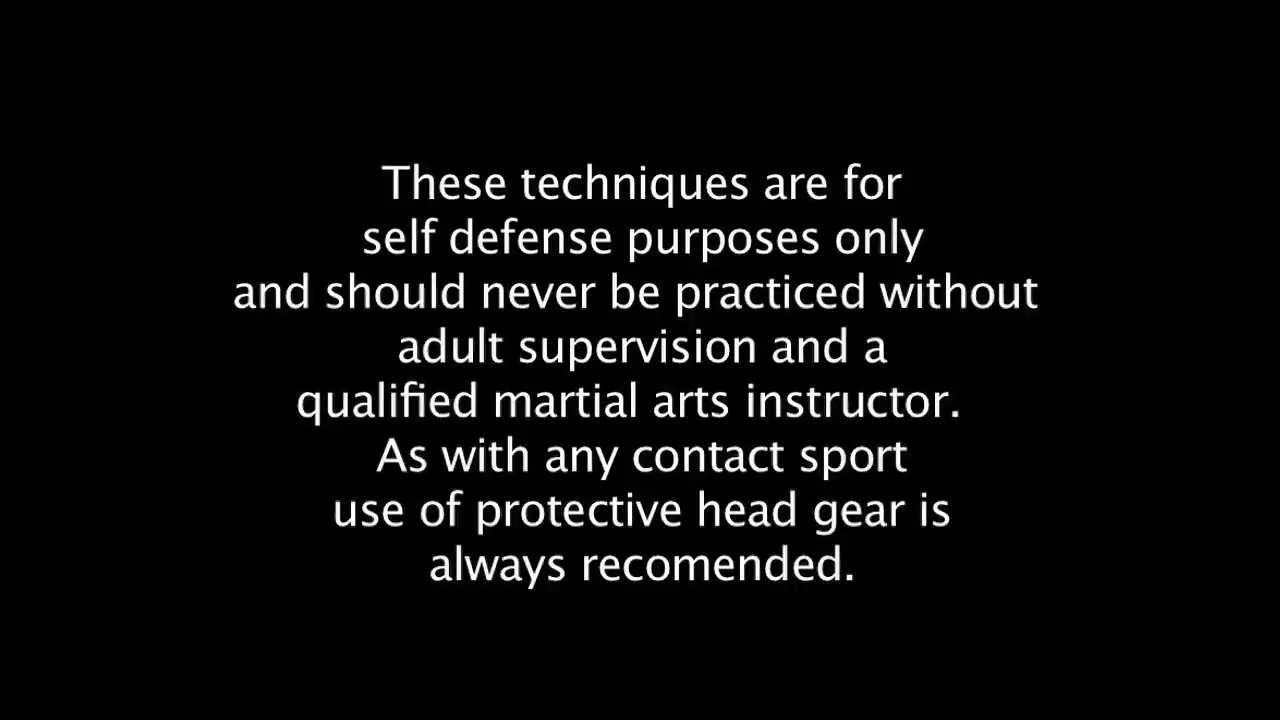 These techniques are for
self defense purposes only
and should never be practiced without
adult supervision and a
qualified martial arts instructor.
As with any contact sport
use of protective head gear is
always recomended.